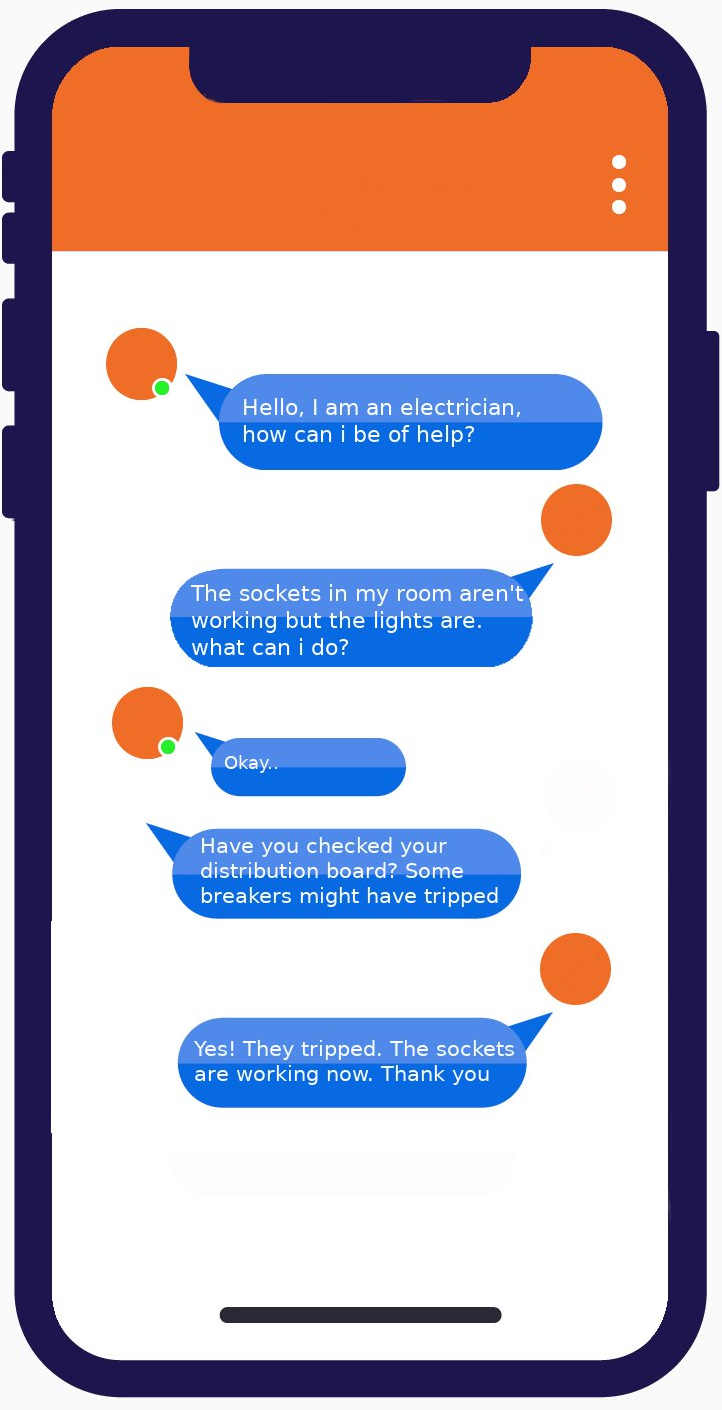 Hello, I am an electrician,
how can i be of help?
The sockets in my room aren't
working but the lights are.
what can i do?
Okay..
Have you checked your
distribution board? Some
breakers might have tripped
Yes! They tripped. The sockets
are working now. Thank you